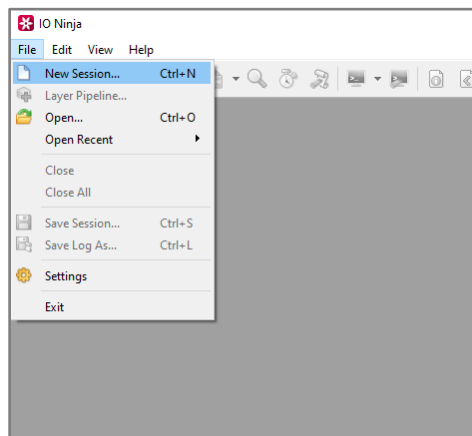 IO Ninja
File Edit View Help
New Session... Ctrl+N
Layer Pipeline...
Open... Ctrl+O
Open Recent
Close
Close All
Save Session... Ctrl+S
Save Log As... Ctrl+L
Settings
Exit